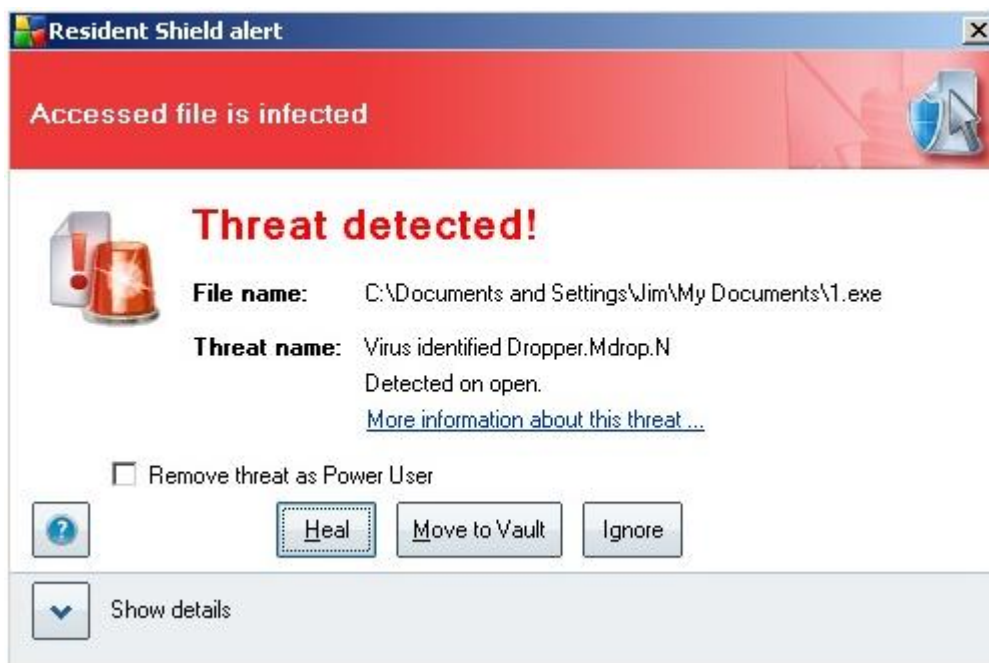 Resident Shield alert
Accessed file is infected
Threat detected!
File name: C:\Documents and Settings\Jim\My Documents\1.exe
Threat name: Virus identified Dropper.Mdrop.N
Detected on open.
More information about this threat ...
Remove threat as Power User
Heal Move to Vault Ignore
Show details